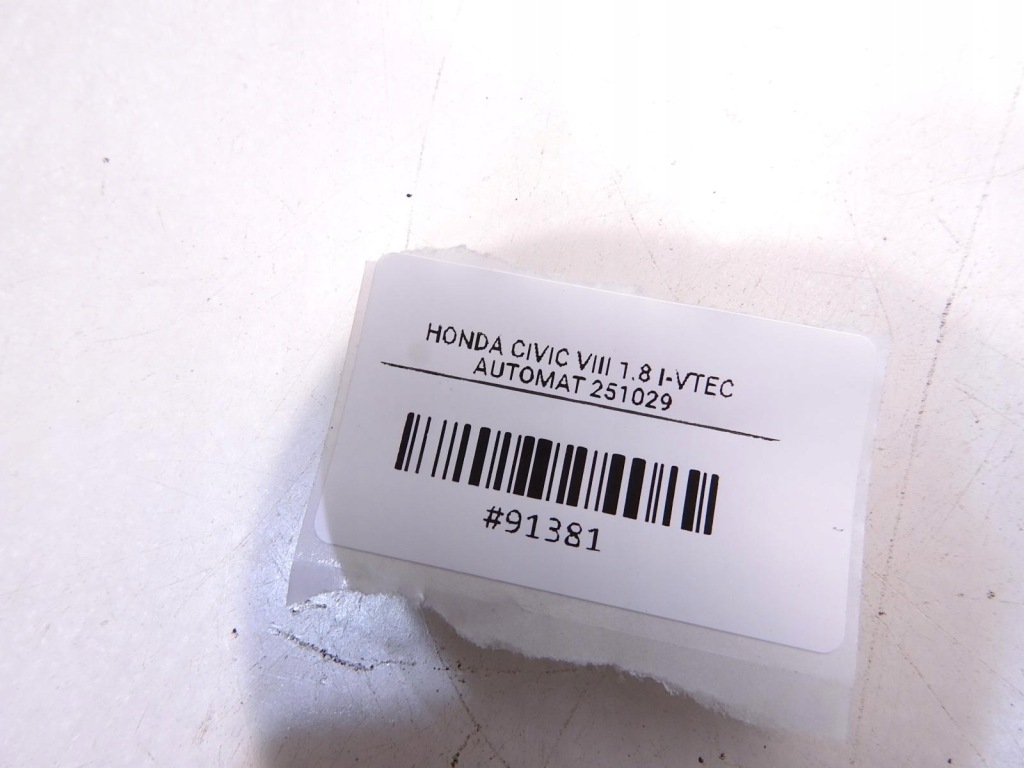 HONDA CIVIC VIII 1.8 I-VTEC
AUTOMAT 251029
#91381